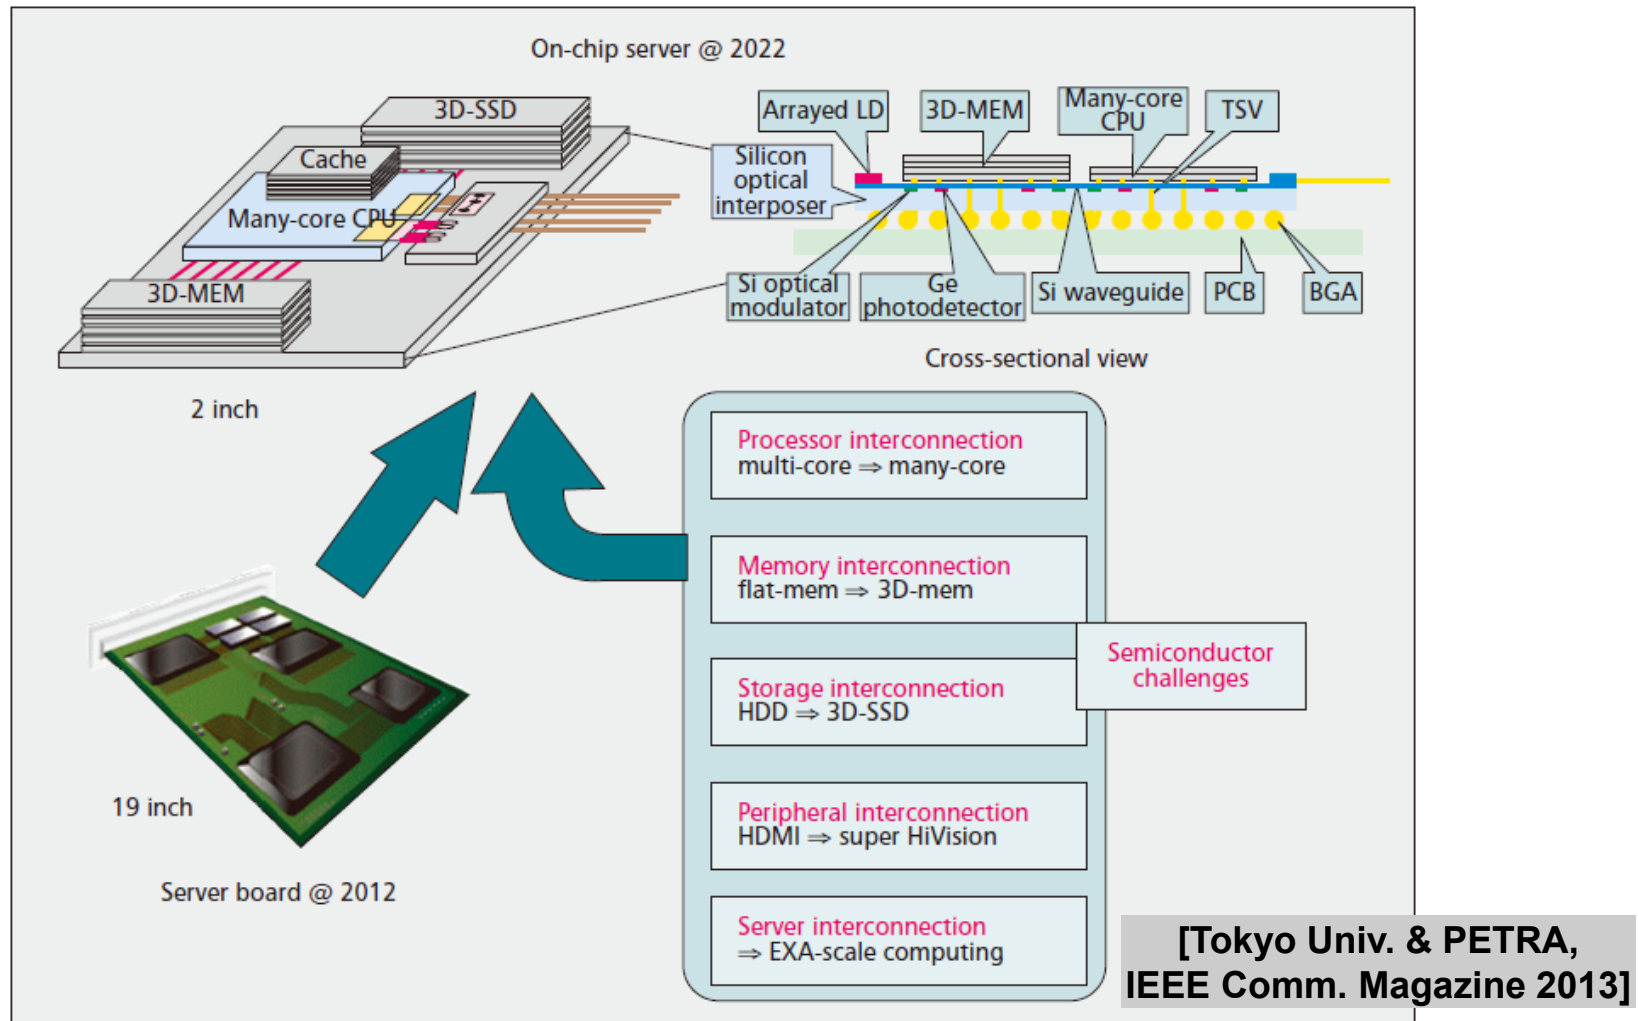 On-chip server @ 2022
3D-SSD
Cache
Many-core CPU
3D-MEM
2 inch
Arrayed LD
3D-MEM
Many-core
CPU
TSV
Silicon
optical
interposer
Si optical
modulator
Ge
photodetector
Si waveguide
PCB
BGA
Cross-sectional view
19 inch
Server board @ 2012
Processor interconnection
multi-core ⇒ many-core
Memory interconnection
flat-mem ⇒ 3D-mem
Storage interconnection
HDD ⇒ 3D-SSD
Peripheral interconnection
HDMI ⇒ super HiVision
Server interconnection
⇒ EXA-scale computing
Semiconductor
challenges
[Tokyo Univ. & PETRA,
IEEE Comm. Magazine 2013]